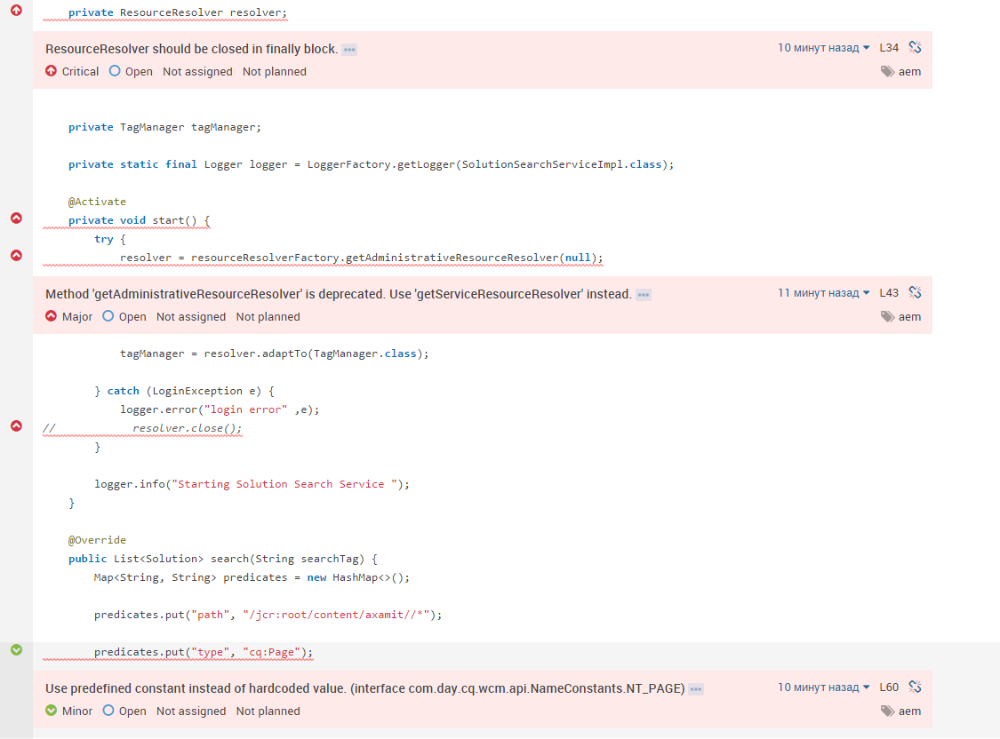 private ResourceResolver resolver;
ResourceResolver should be closed in finally block.
10 минут назад L34
Critical Open Not assigned Not planned
aem
private TagManager tagManager;
private static final Logger logger = LoggerFactory.getLogger(SolutionSearchServiceImpl.class);
@Activate
private void start() {
try {
resolver = resourceResolverFactory.getAdministrativeResourceResolver(null);
Method 'getAdministrativeResourceResolver' is deprecated. Use 'getServiceResourceResolver' instead.
11 минут назад L43
Major Open Not assigned Not planned
aem
tagManager = resolver.adaptTo(TagManager.class);
} catch (LoginException e) {
logger.error("login error" ,e);
// resolver.close();
}
logger.info("Starting Solution Search Service ");
}
@Override
public List<Solution> search(String searchTag) {
Map<String, String> predicates = new HashMap<>();
predicates.put("path", "/jcr:root/content/axamit//*");
predicates.put("type", "cq:Page");
Use predefined constant instead of hardcoded value. (interface com.day.cq.wcm.api.NameConstants.NT_PAGE)
10 минут назад L60
Minor Open Not assigned Not planned
aem